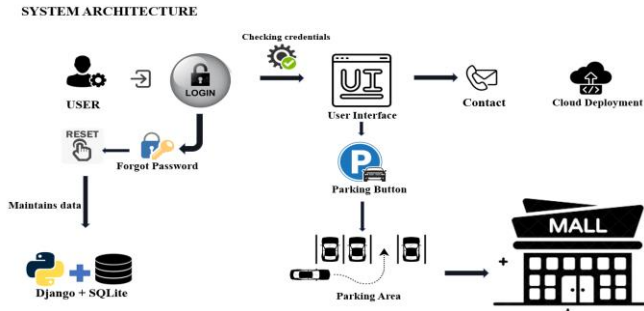 SYSTEM ARCHITECTURE
Checking credentials
USER
LOGIN
UI
User Interface
Contact
Cloud Deployment
RESET
Forgot Password
P
Parking Button
Maintains data
MALL
Django + SQLite
Parking Area